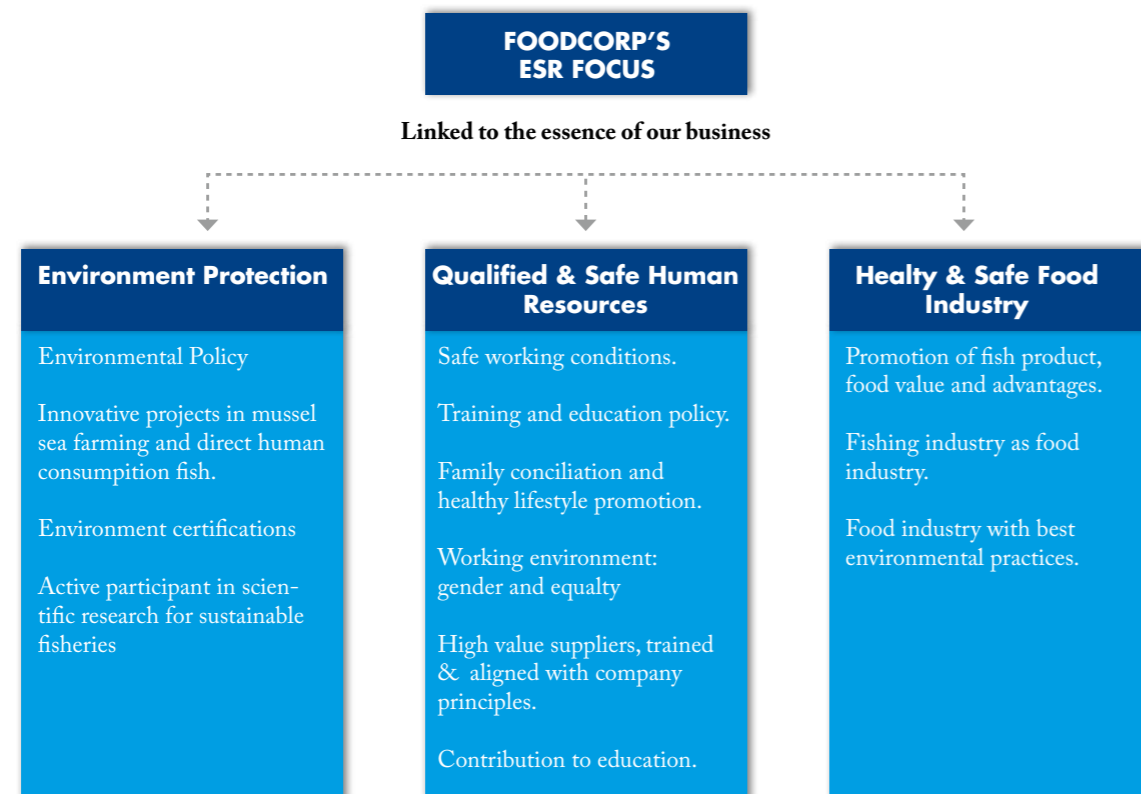 FOODCORP'S
ESR FOCUS
Linked to the essence of our business
Environment Protection
Environmental Policy
Innovative projects in mussel
sea farming and direct human
consumpition fish.
Environment certifications
Active participant in scien-
tific research for sustainable
fisheries
Qualified & Safe Human
Resources
Safe working conditions.
Training and education policy.
Family conciliation and
healthy lifestyle promotion.
Working environment:
gender and equalty
High value suppliers, trained
& aligned with company
principles.
Contribution to education.
Healty & Safe Food
Industry
Promotion of fish product,
food value and advantages.
Fishing industry as food
industry.
Food industry with best
environmental practices.